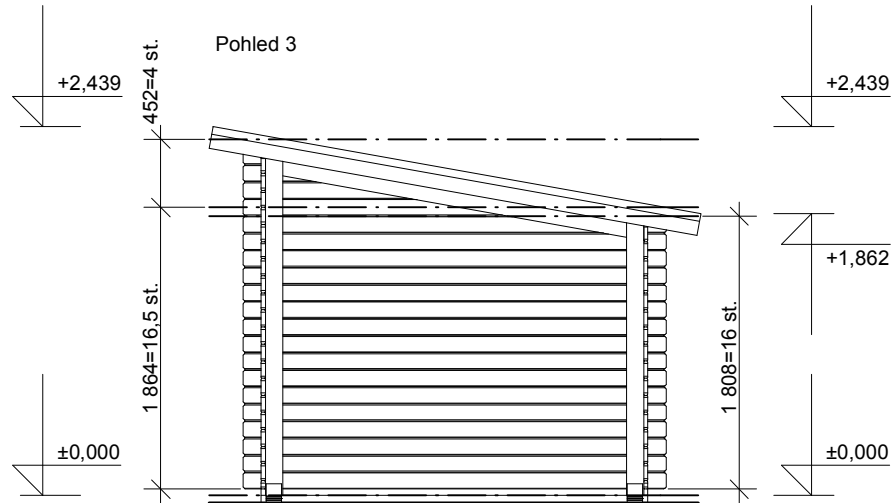 Pohled 3
+2,439
452=4 st.
+2,439
+1,862
1 864=16,5 st.
1 808=16 st.
±0,000
±0,000